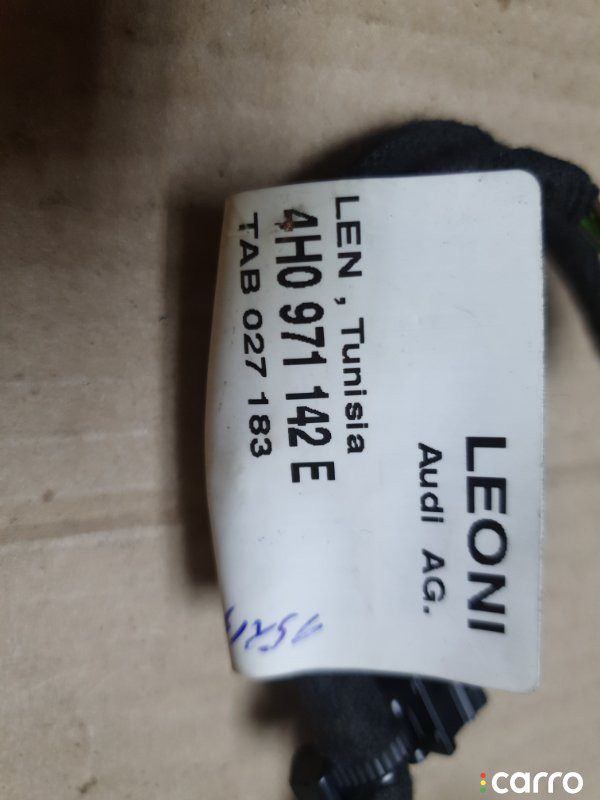 LEONI
Audi AG.
LEN , Tunisia
4H0 971 142 E
TAB 027 183
carro